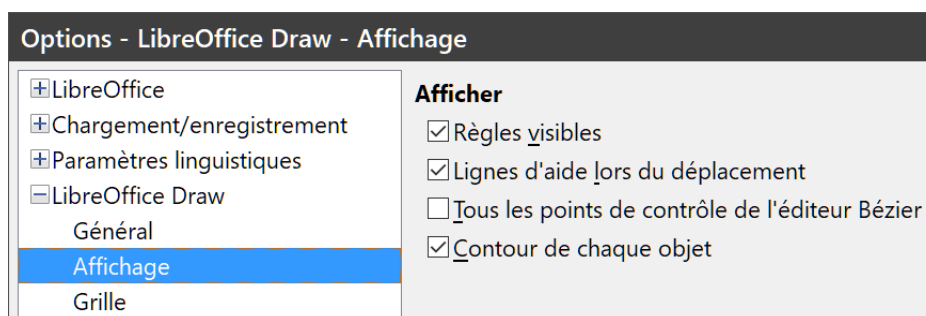 Options - LibreOffice Draw - Affichage
LibreOffice
Chargement/enregistrement
Paramètres linguistiques
LibreOffice Draw
Général
Affichage
Grille
Afficher
Règles visibles
Lignes d'aide lors du déplacement
Tous les points de contrôle de l'éditeur Bézier
Contour de chaque objet